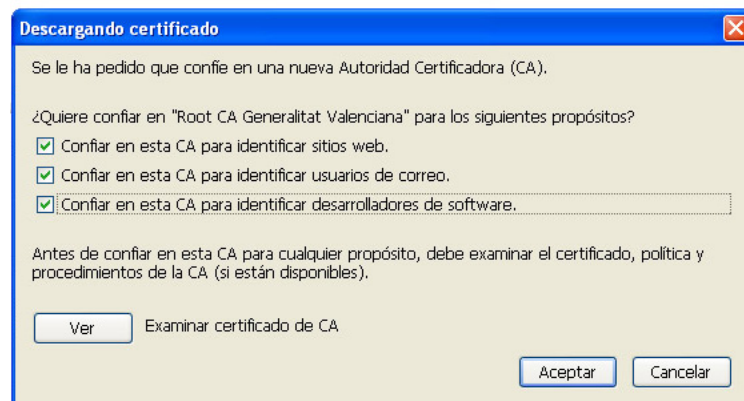 Descargando certificado
Se le ha pedido que confíe en una nueva Autoridad Certificadora (CA).
¿Quiere confiar en "Root CA Generalitat Valenciana" para los siguientes propósitos?
Confiar en esta CA para identificar sitios web.
Confiar en esta CA para identificar usuarios de correo.
Confiar en esta CA para identificar desarrolladores de software.
Antes de confiar en esta CA para cualquier propósito, debe examinar el certificado, política y
procedimientos de la CA (si están disponibles).
Ver Examinar certificado de CA
Aceptar Cancelar